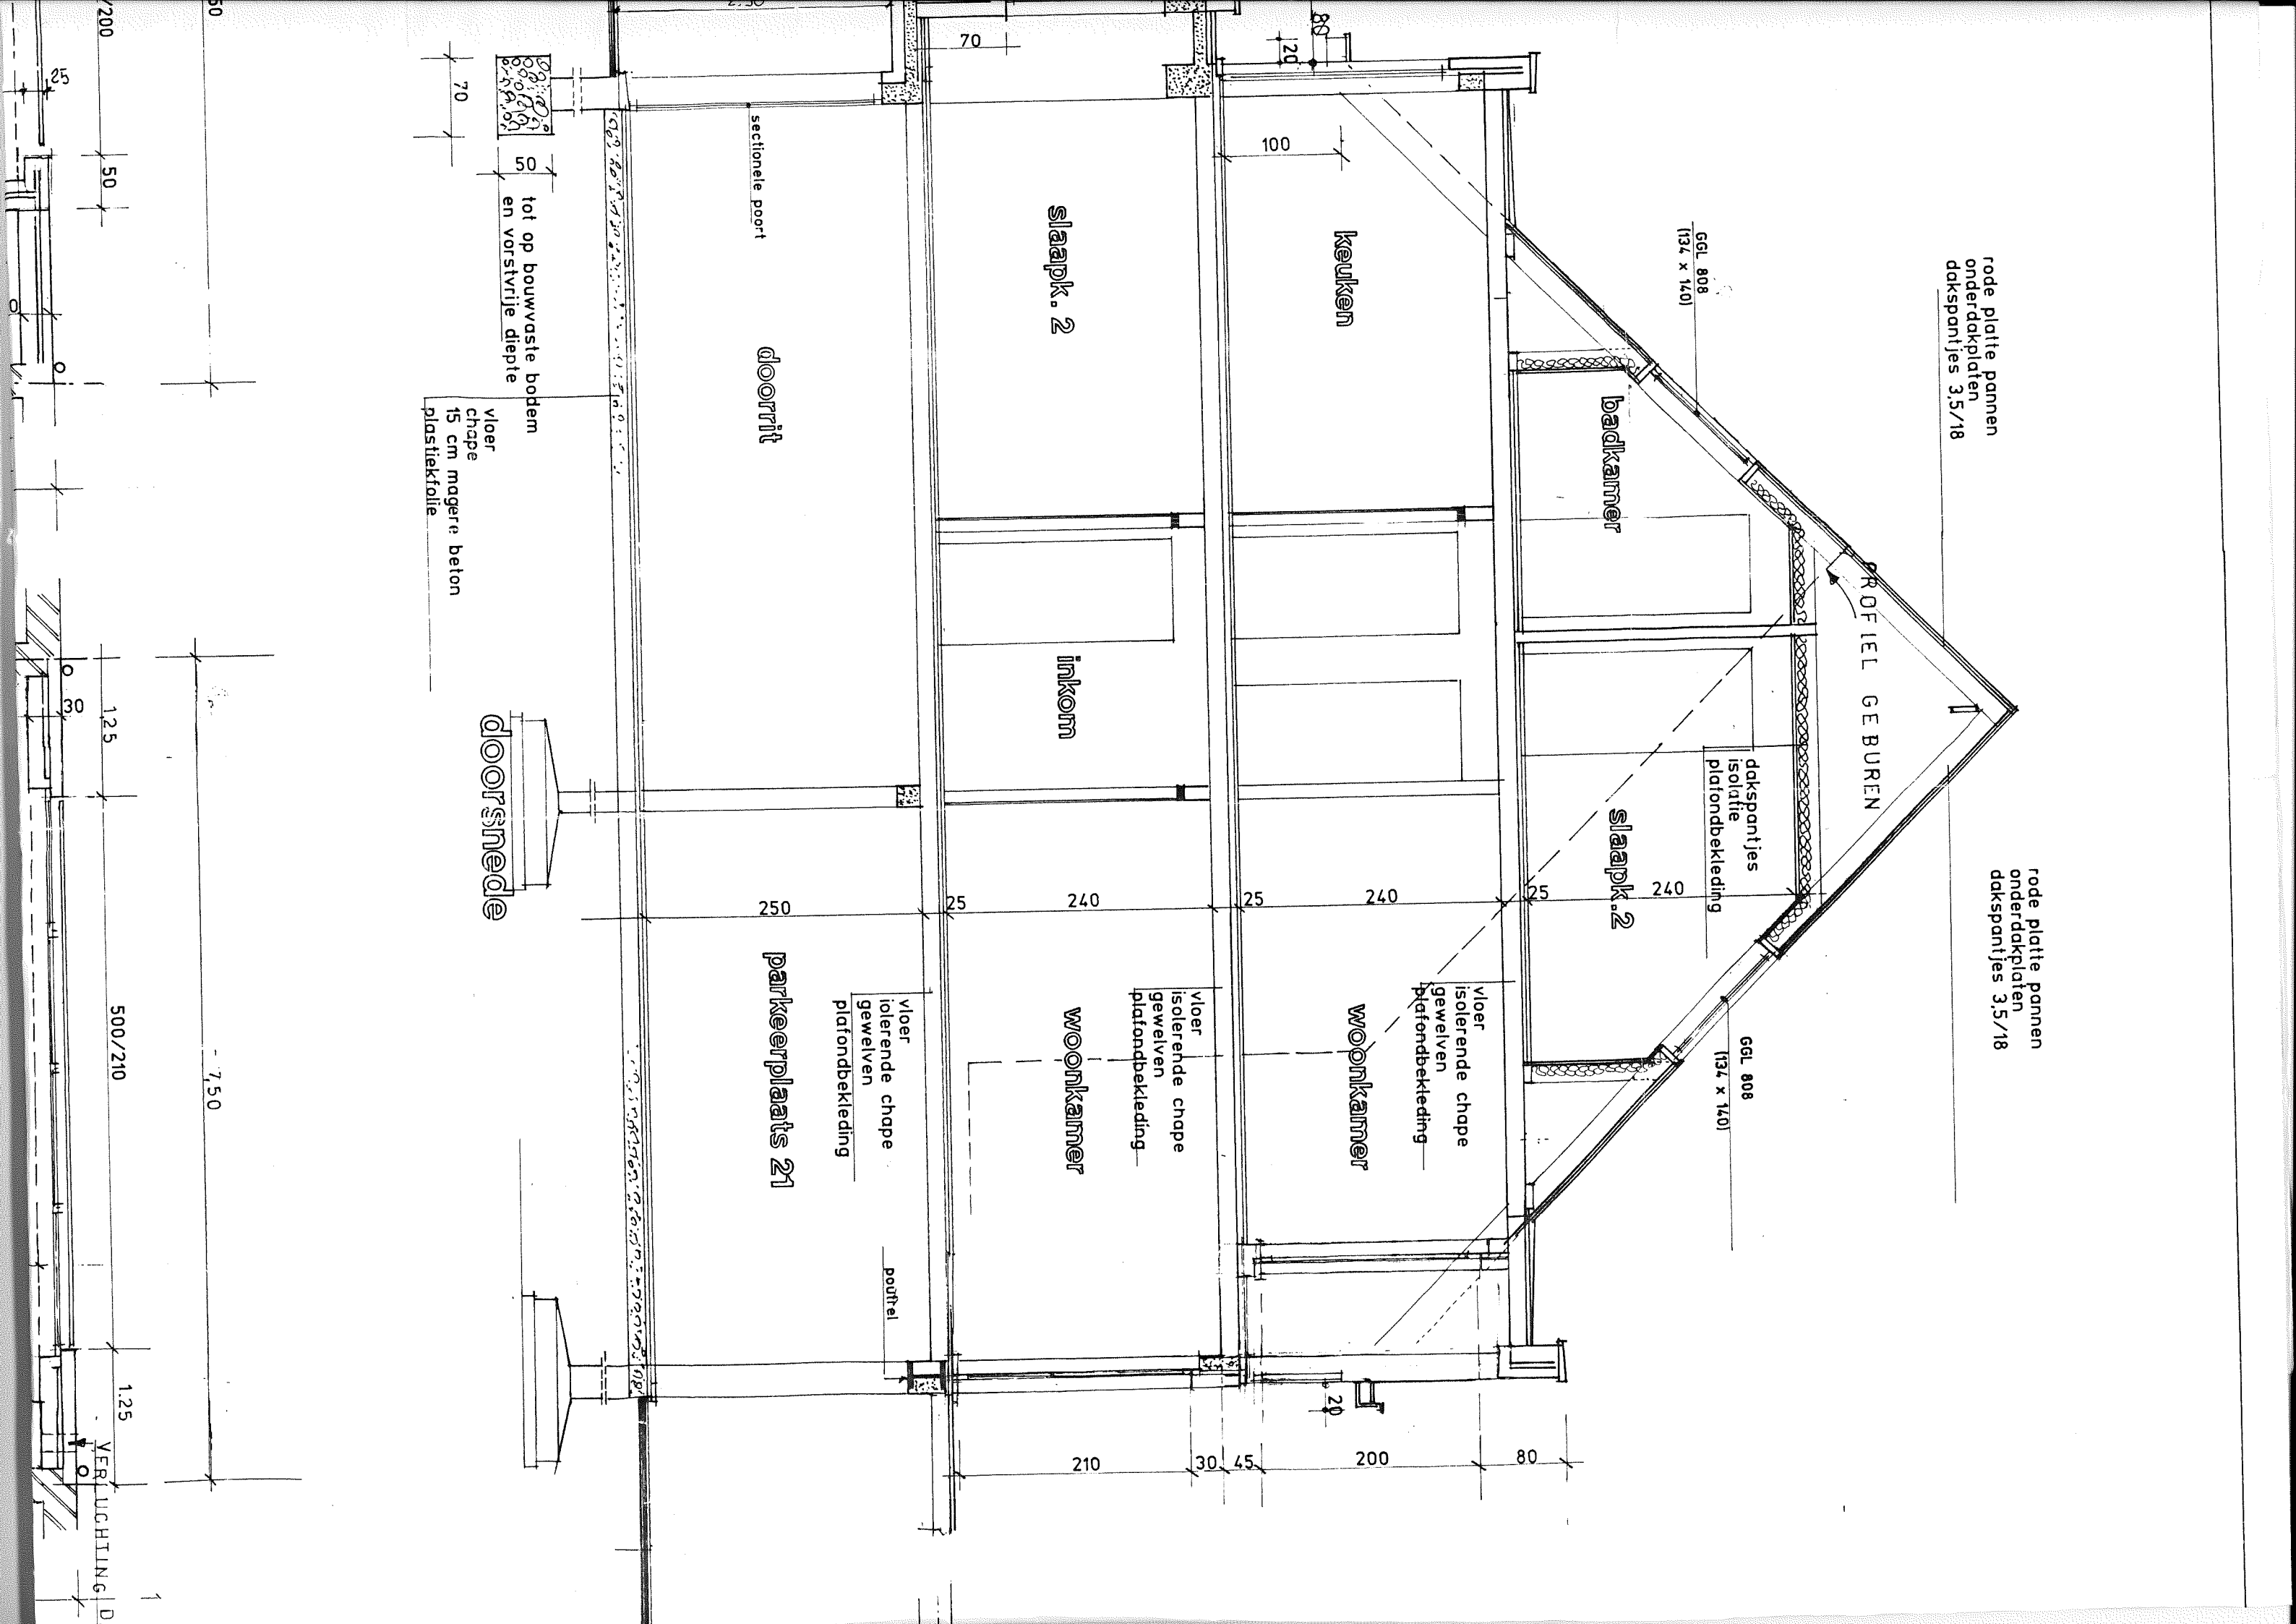 rode platte pannen
onderdakplaten
dakspantjes 3,5/18
rode platte pannen
onderdakplaten
dakspantjes 3,5/18
GGL 808
(134 x 140)
GGL 808
(134 x 140)
PROFIEL GEBUREN
dakspantjes
isolatie
plafondbekleding
badkamer
slaapk.2
25
240
keuken
woonkamer
100
20
80
25
240
vloer
isolerende chape
gewelven
plafondbekleding
slaapk. 2
inkom
woonkamer
70
25
240
vloer
isolerende chape
gewelven
plafondbekleding
doorrit
parkeerplaats 21
sectionele poort
250
vloer
iolerende chape
gewelven
plafondbekleding
poutrel
20
210
30
45
200
80
70
50
tot op bouwvaste bodem
en vorstvrije diepte
vloer
chape
15 cm magere beton
plastiekfolie
doorsnede
50
/200
25
50
30
125
500/210
7,50
125
VERLUCHTING D